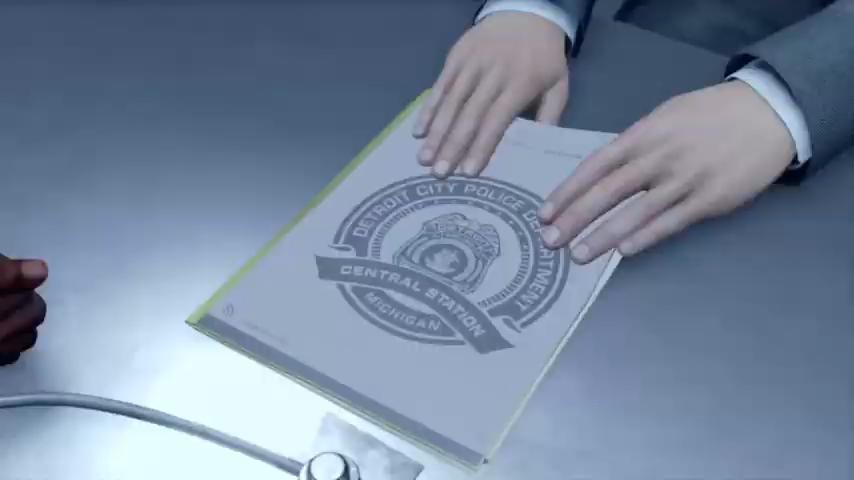 DETROIT CITY POLICE DEPARTMENT
CENTRAL STATION
MICHIGAN